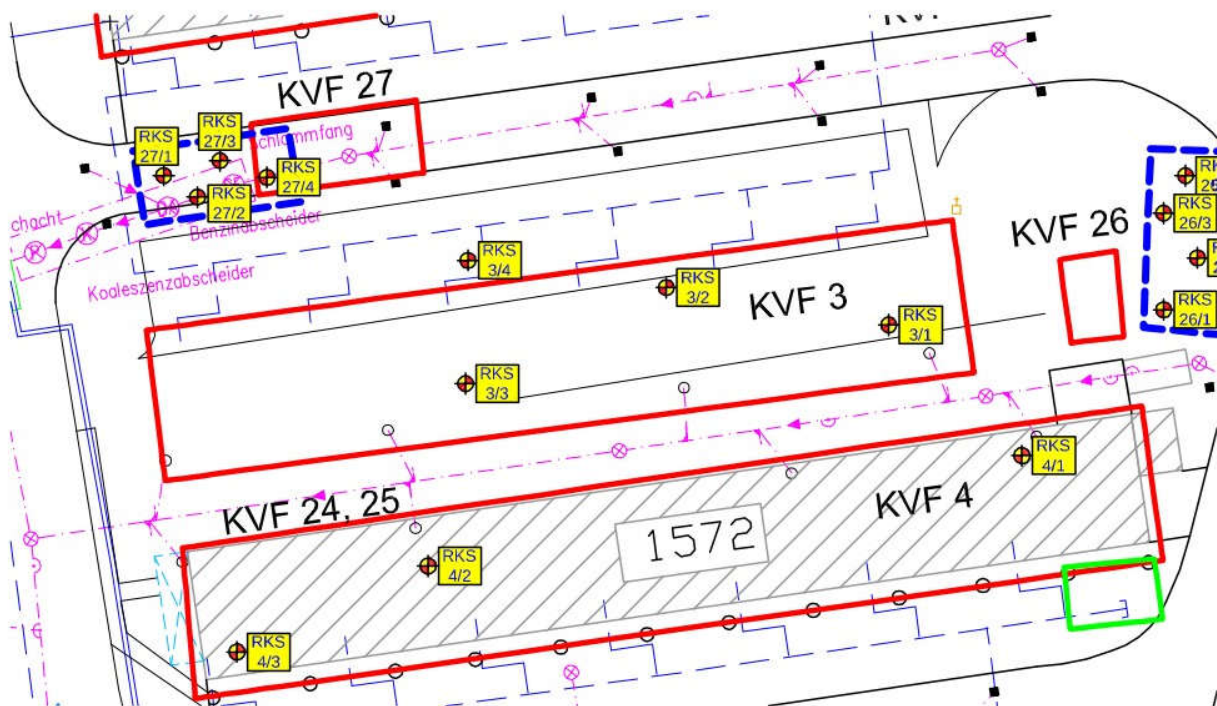 KVF 27
RKS
27/3
RKS
27/1
RKS
27/4
RKS
27/2
chlammfang
Benzinabscheider
chacht
Koaleszenzabscheider
RKS
3/4
RKS
3/2
KVF 3
RKS
3/1
RKS
3/3
KVF 26
RKS
26/3
RKS
26/1
KVF 24, 25
KVF 4
RKS
4/1
1572
RKS
4/2
RKS
4/3